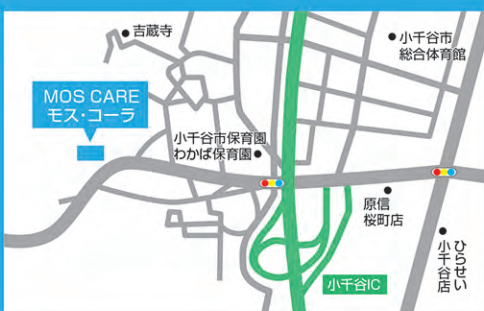 吉蔵寺
小千谷市
総合体育館
MOS CARE
モス・コーラ
小千谷市保育園
わかば保育園
原信
桜町店
ひらせい
小千谷店
小千谷IC